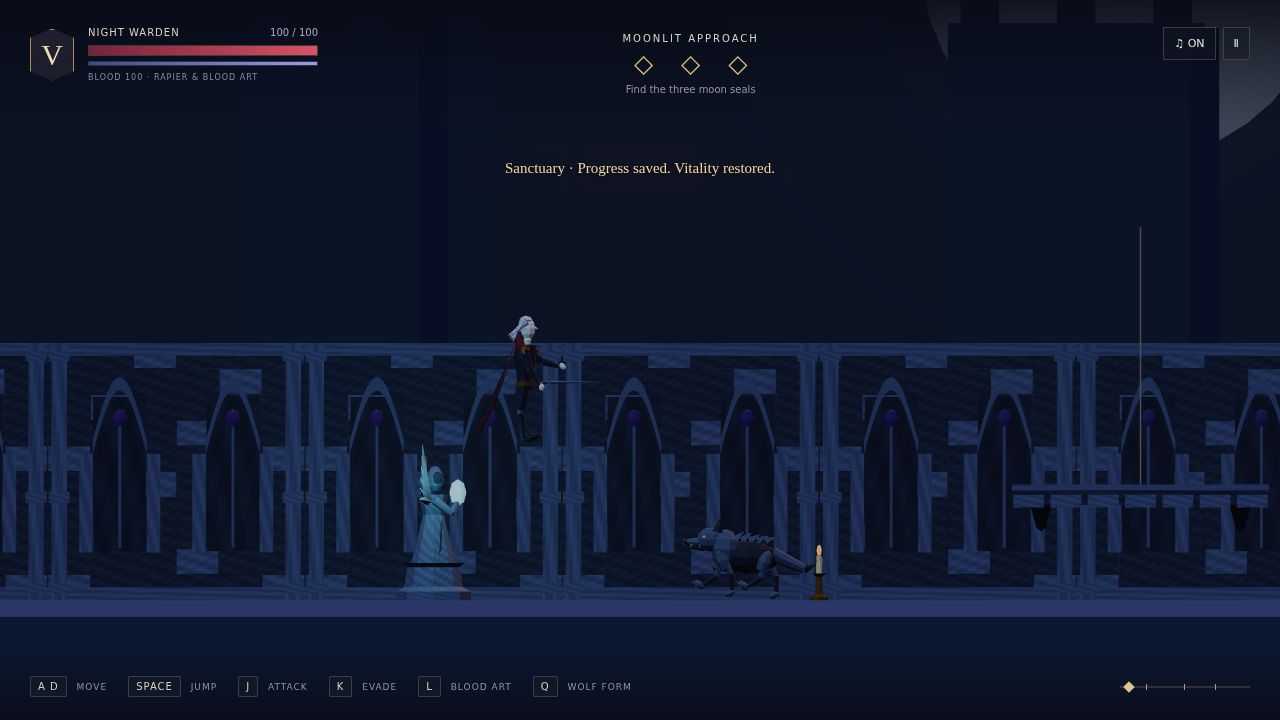 V
NIGHT WARDEN 100 / 100
BLOOD 100 · RAPIER & BLOOD ART
MOONLIT APPROACH
Find the three moon seals
♫ ON
Ⅱ
Sanctuary · Progress saved. Vitality restored.
A D MOVE SPACE JUMP J ATTACK K EVADE L BLOOD ART Q WOLF FORM